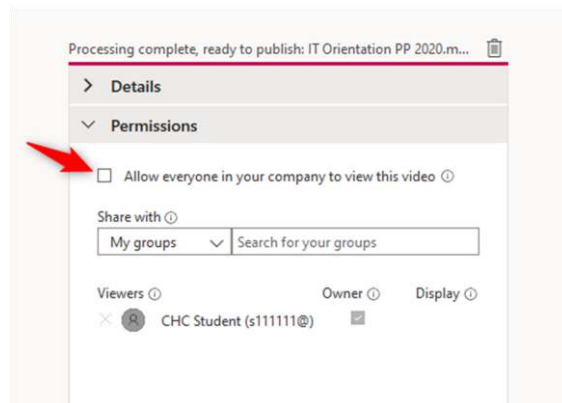 Processing complete, ready to publish: IT Orientation PP 2020.m...
Details
Permissions
Allow everyone in your company to view this video
Share with
My groups Search for your groups
Viewers Owner Display
CHC Student (s111111@)